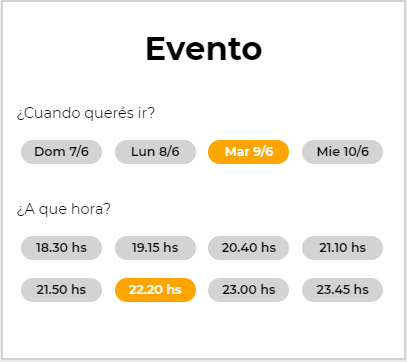 Evento
¿Cuando querés ir?
Dom 7/6 Lun 8/6 Mar 9/6 Mie 10/6
¿A que hora?
18.30 hs 19.15 hs 20.40 hs 21.10 hs
21.50 hs 22.20 hs 23.00 hs 23.45 hs